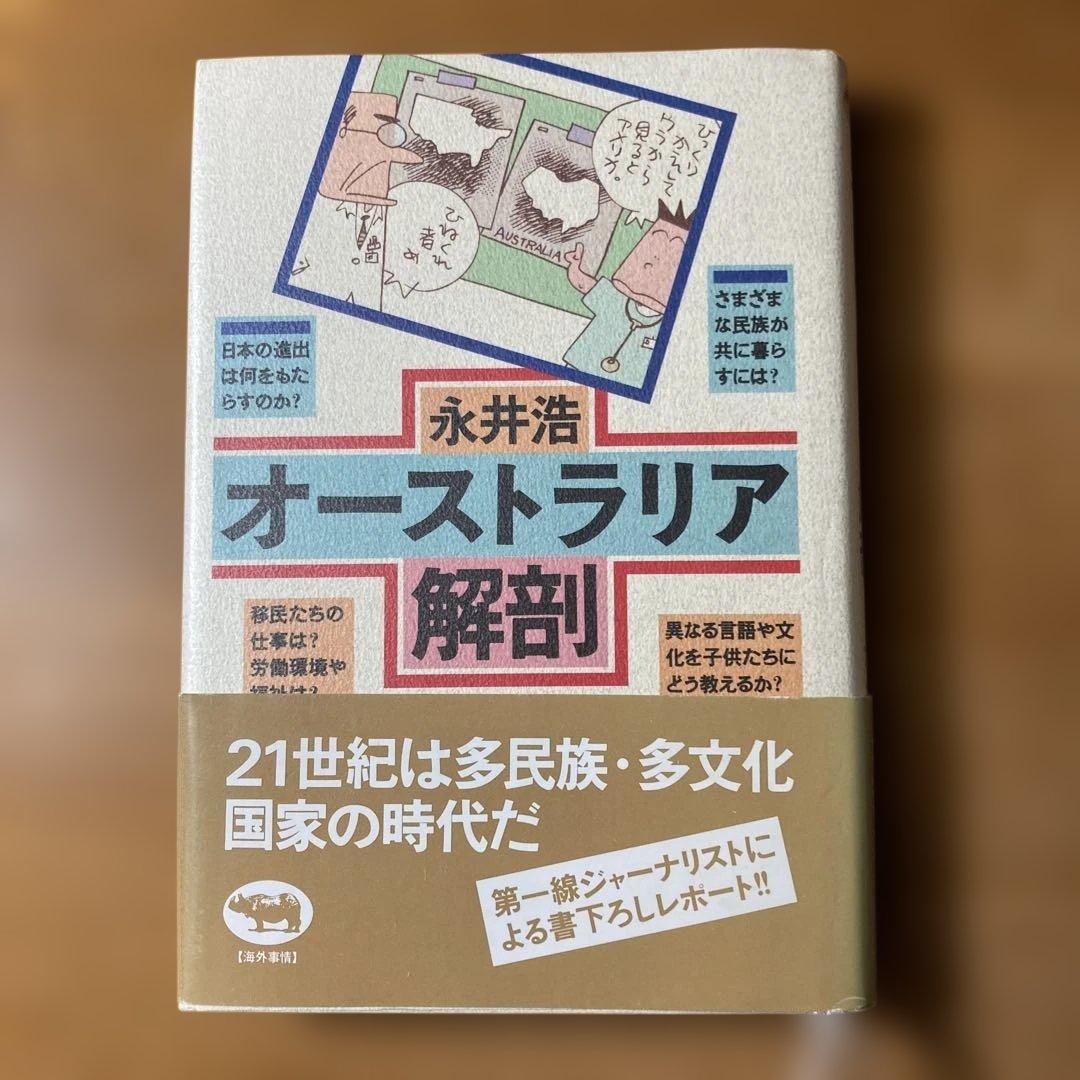 ひっくり
かえして
ウラから
見ると
アメリカ。
ひねくれ
者め
AUSTRALIA
さまざま
な民族が
共に暮ら
すには?
日本の進出
は何をもた
らすのか?
永井浩
オーストラリア
解剖
移民たちの
仕事は?
労働環境や
福祉は?
異なる言語や文
化を子供たちに
どう教えるか?
21世紀は多民族・多文化
国家の時代だ
第一線ジャーナリストに
よる書下ろしレポート!!
【海外事情】